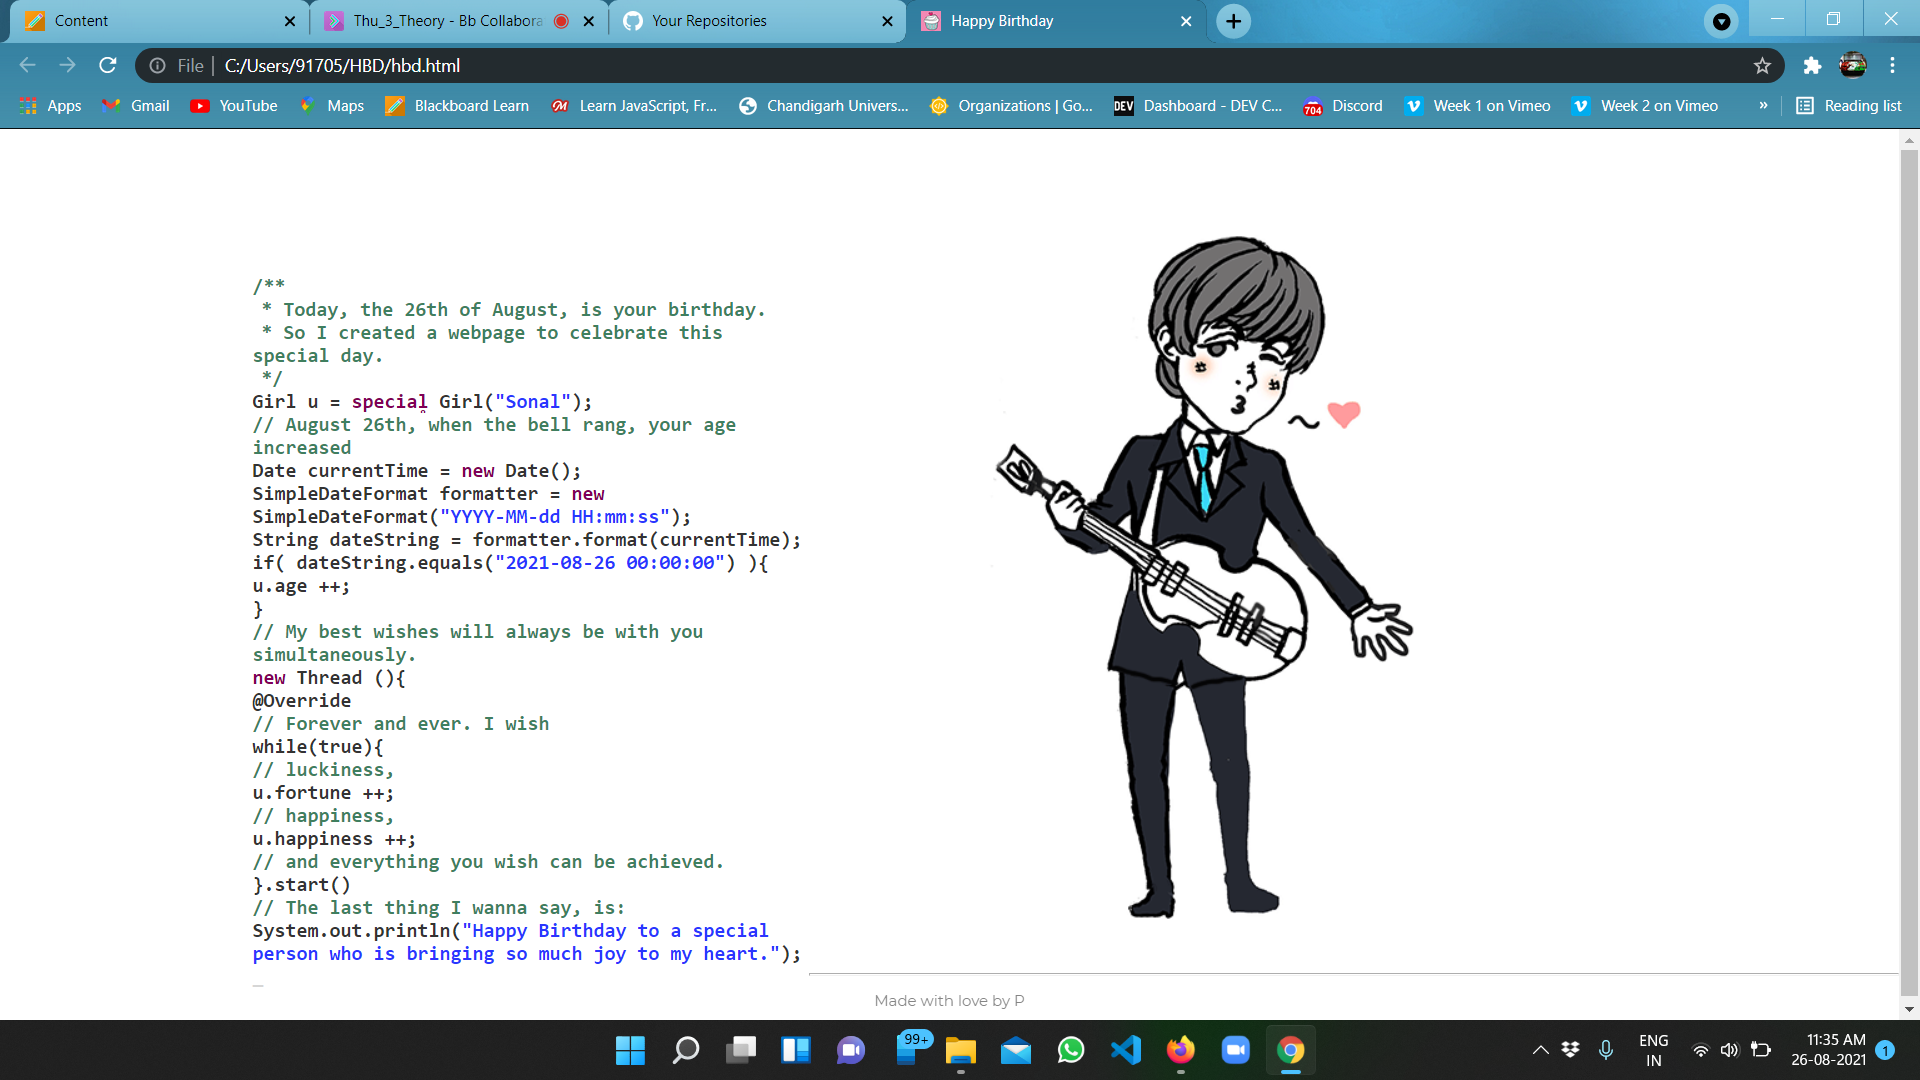 Content
Thu_3_Theory - Bb Collabora
Your Repositories
Happy Birthday
File | C:/Users/91705/HBD/hbd.html
Apps
Gmail
YouTube
Maps
Blackboard Learn
Learn JavaScript, Fr...
Chandigarh Univers...
Organizations | Go...
DEV
Dashboard - DEV C...
704
Discord
Week 1 on Vimeo
Week 2 on Vimeo
»
Reading list
/**
* Today, the 26th of August, is your birthday.
* So I created a webpage to celebrate this
special day.
*/
Girl u = special Girl("Sonal");
// August 26th, when the bell rang, your age
increased
Date currentTime = new Date();
SimpleDateFormat formatter = new
SimpleDateFormat("YYYY-MM-dd HH:mm:ss");
String dateString = formatter.format(currentTime);
if( dateString.equals("2021-08-26 00:00:00") ){
u.age ++;
}
// My best wishes will always be with you
simultaneously.
new Thread (){
@Override
// Forever and ever. I wish
while(true){
// luckiness,
u.fortune ++;
// happiness,
u.happiness ++;
// and everything you wish can be achieved.
}.start()
// The last thing I wanna say, is:
System.out.println("Happy Birthday to a special
person who is bringing so much joy to my heart.");
_
Made with love by P
99+
ENG
IN
11:35 AM
26-08-2021
1